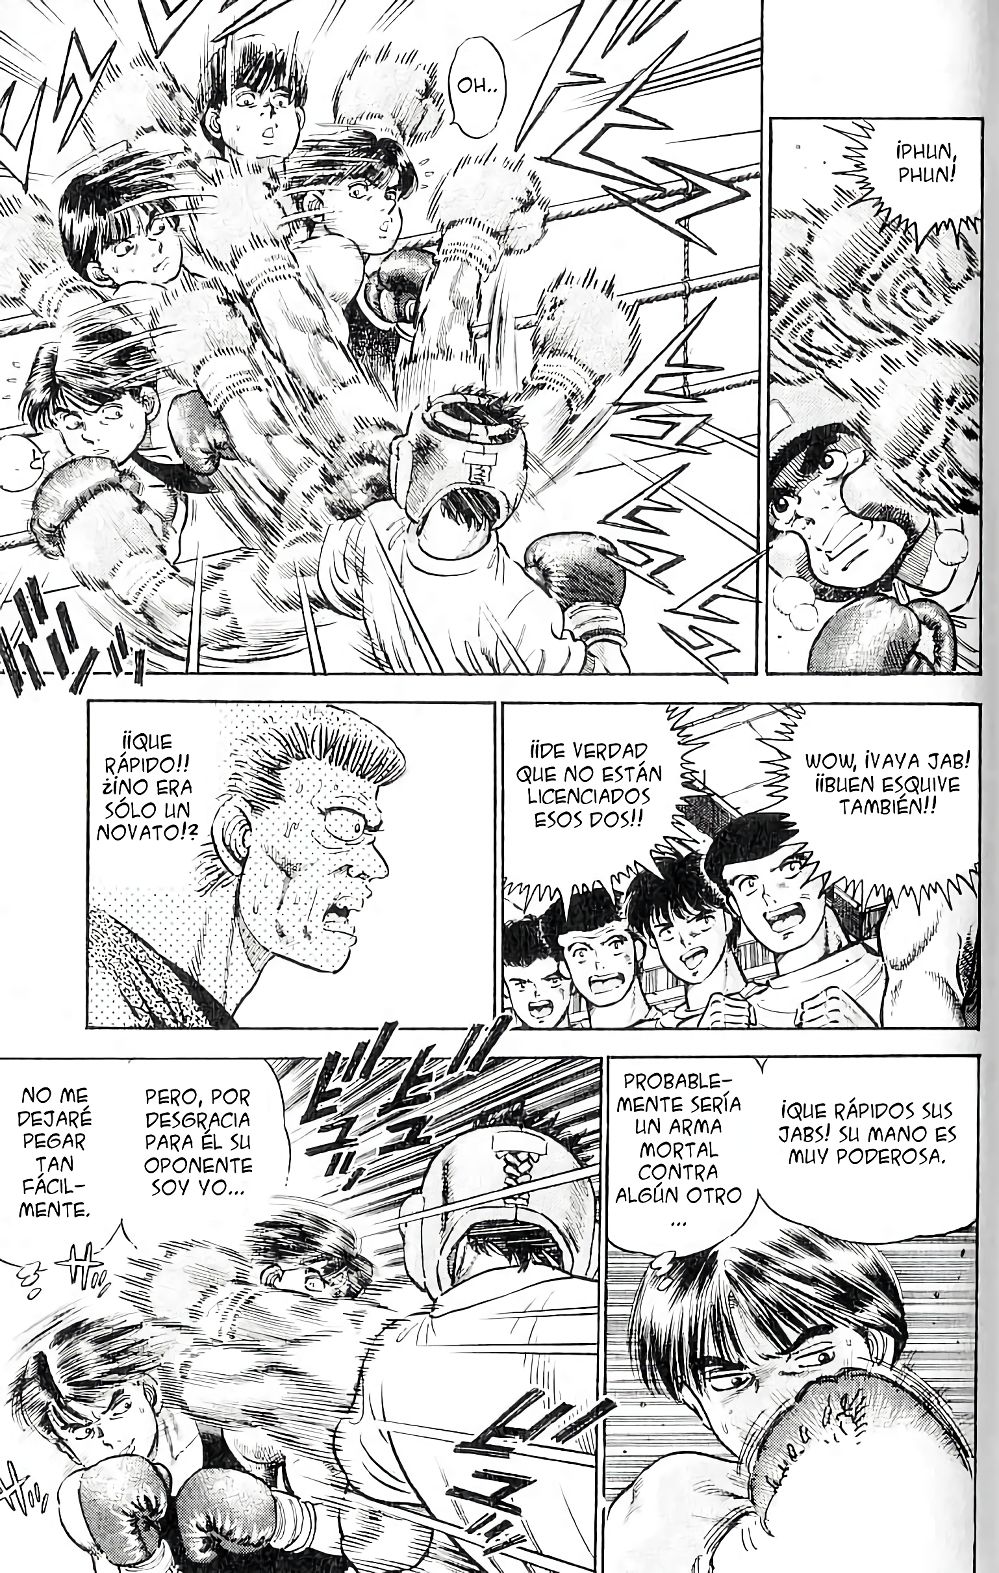 ¡PHUN,
PHUN!
OH..
WOW, ¡VAYA JAB!
¡¡BUEN ESQUIVE
TAMBIÉN!!
¡¡DE VERDAD
QUE NO ESTÁN
LICENCIADOS
ESOS DOS!!
¡¡QUE
RÁPIDO!!
¿¡NO ERA
SÓLO UN
NOVATO!?
¡QUE RÁPIDOS SUS
JABS! SU MANO ES
MUY PODEROSA.
PROBABLE-
MENTE SERÍA
UN ARMA
MORTAL
CONTRA
ALGÚN OTRO
...
PERO, POR
DESGRACIA
PARA ÉL SU
OPONENTE
SOY YO...
NO ME
DEJARÉ
PEGAR
TAN
FÁCIL-
MENTE.